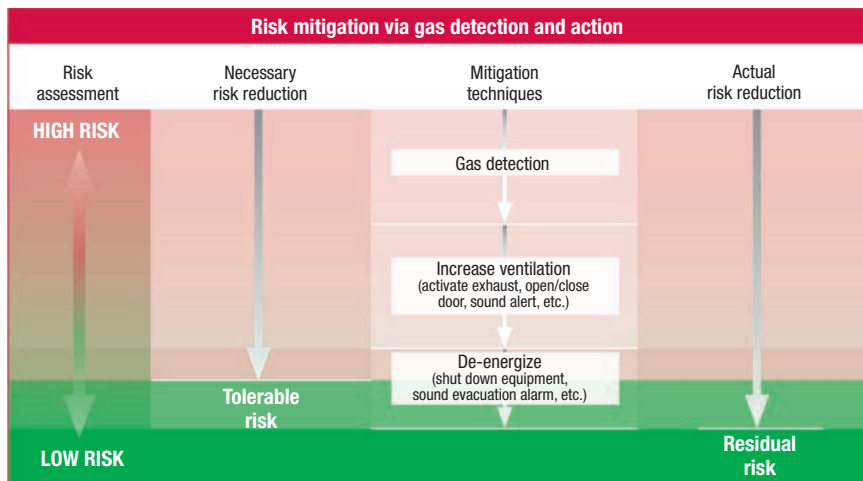 Risk mitigation via gas detection and action
Risk
assessment
Necessary
risk reduction
Mitigation
techniques
Actual
risk reduction
HIGH RISK
Gas detection
Increase ventilation
(activate exhaust, open/close
door, sound alert, etc.)
De-energize
(shut down equipment,
sound evacuation alarm, etc.)
Tolerable
risk
LOW RISK
Residual
risk